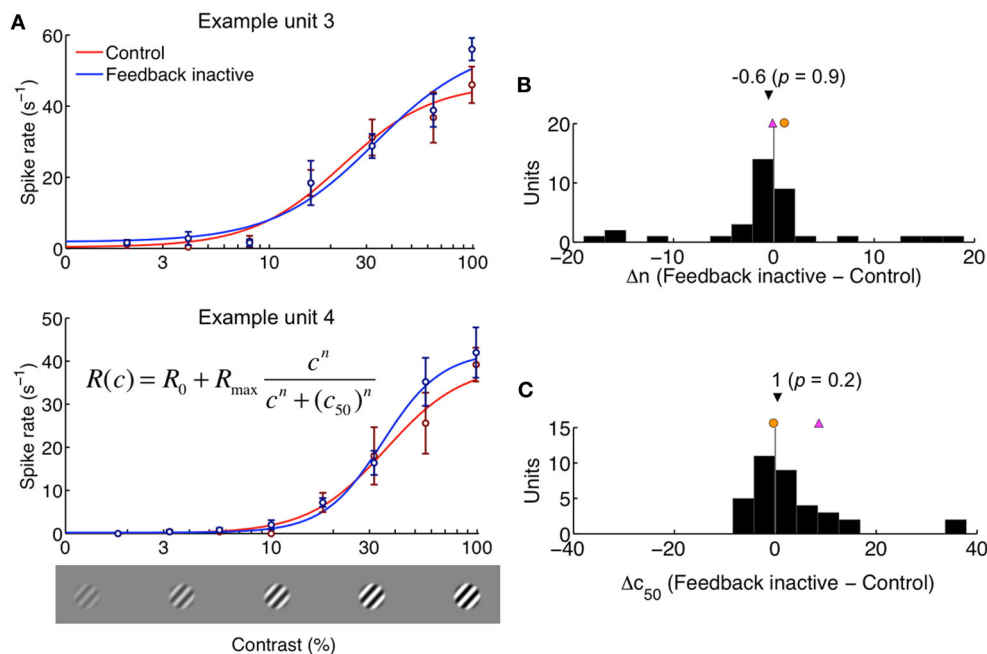 A
Example unit 3
Control
Feedback inactive
Spike rate (s⁻¹)
60
40
20
0
0 3 10 30 100
Example unit 4
R(c) = R₀ + R_max cⁿ / (cⁿ + (c₅₀)ⁿ)
Spike rate (s⁻¹)
50
40
30
20
10
0
0 3 10 30 100
Contrast (%)
B
-0.6 (p = 0.9)
Units
20
10
0
−20 −10 0 10 20
Δn (Feedback inactive − Control)
C
1 (p = 0.2)
Units
15
10
5
0
−40 −20 0 20 40
Δc₅₀ (Feedback inactive − Control)